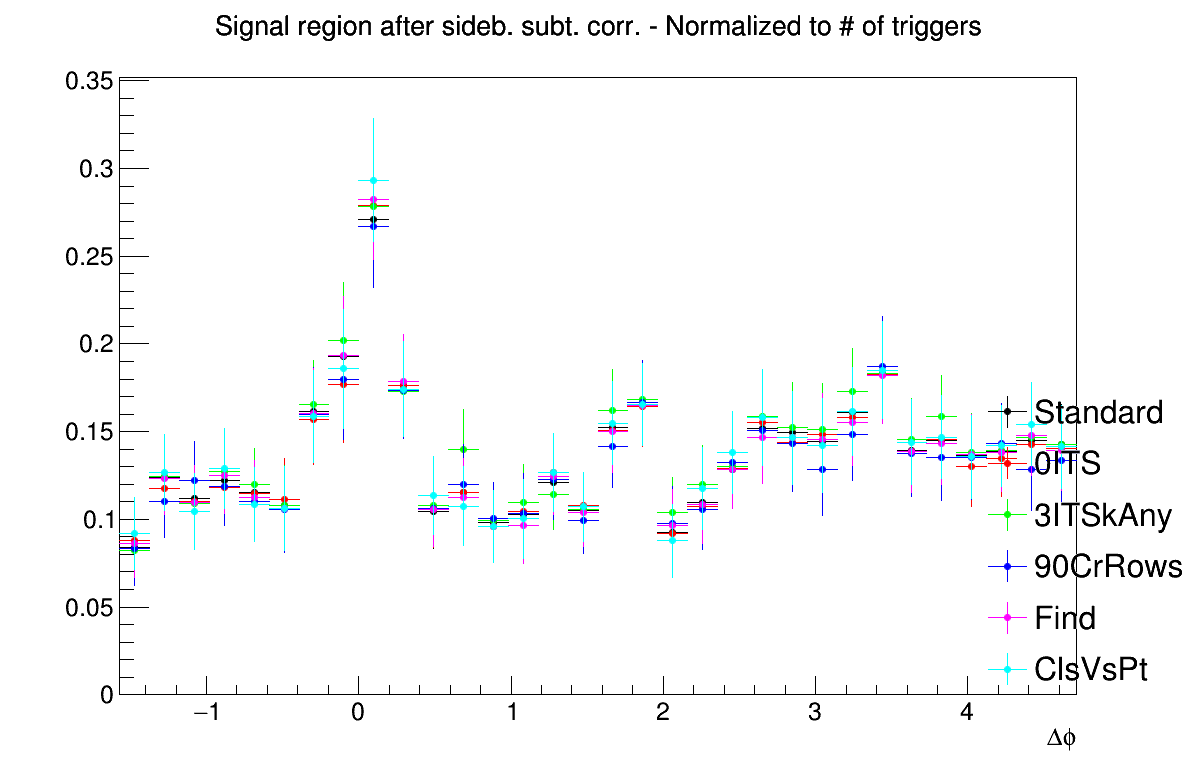 Signal region after sideb. subt. corr. - Normalized to # of triggers
0.35
0.3
0.25
0.2
0.15
0.1
0.05
0
Standard
0ITS
3ITSkAny
90CrRows
Find
ClsVsPt
−1 0 1 2 3 4
Δϕ